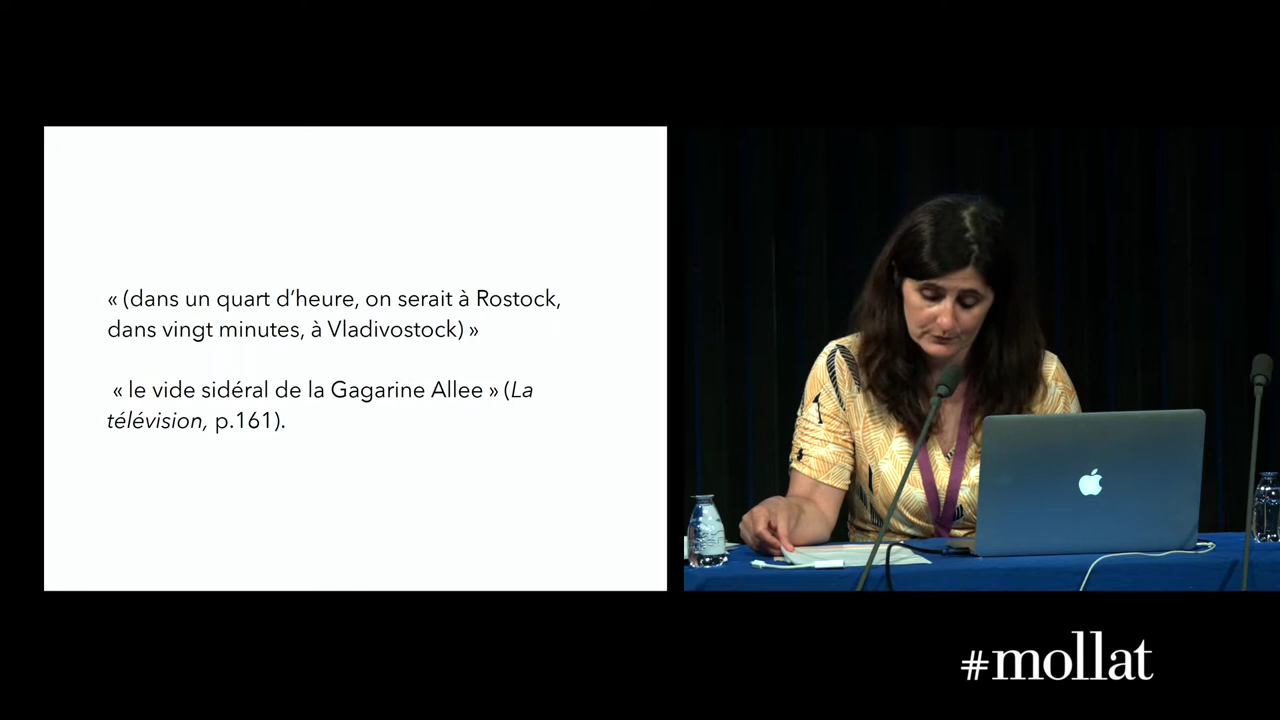 « (dans un quart d’heure, on serait à Rostock,
dans vingt minutes, à Vladivostock) »
« le vide sidéral de la Gagarine Allee » (La
télévision, p.161).
#mollat